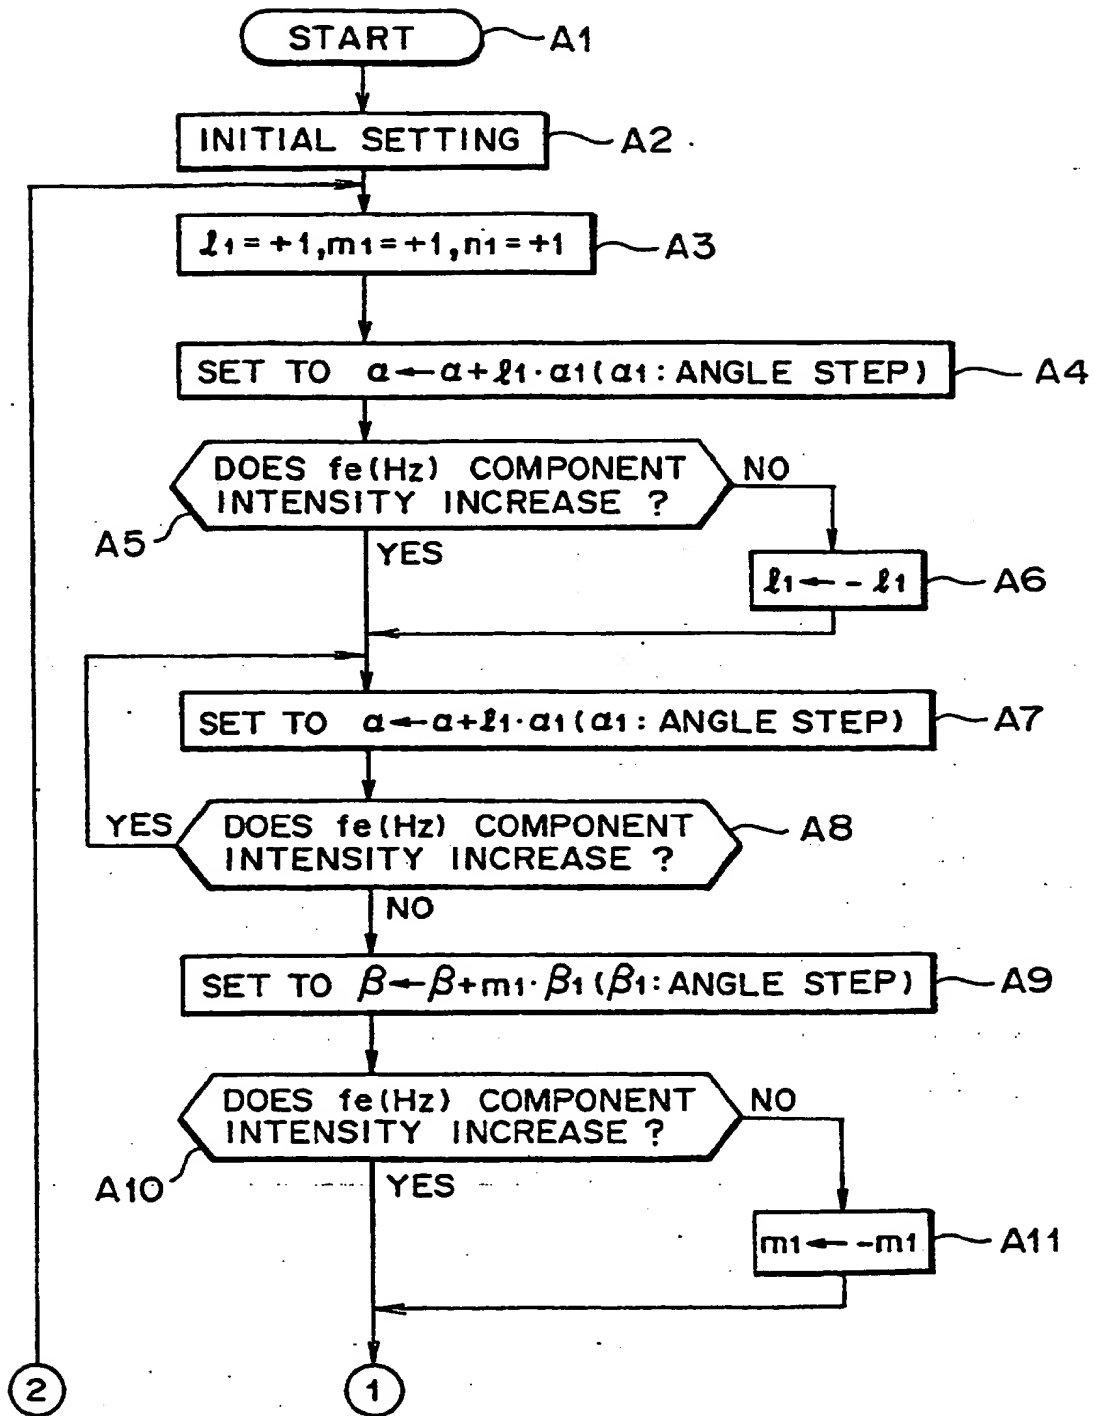 START A1
INITIAL SETTING A2
ℓ1=+1,m1=+1,n1=+1 A3
SET TO α←α+ℓ1·α1(α1:ANGLE STEP) A4
DOES fe(Hz) COMPONENT
INTENSITY INCREASE ?
NO
A5
YES
ℓ1←-ℓ1 A6
SET TO α←α+ℓ1·α1(α1:ANGLE STEP) A7
YES
DOES fe(Hz) COMPONENT
INTENSITY INCREASE ?
A8
NO
SET TO β←β+m1·β1(β1:ANGLE STEP) A9
DOES fe(Hz) COMPONENT
INTENSITY INCREASE ?
NO
A10
YES
m1←-m1 A11
2
1